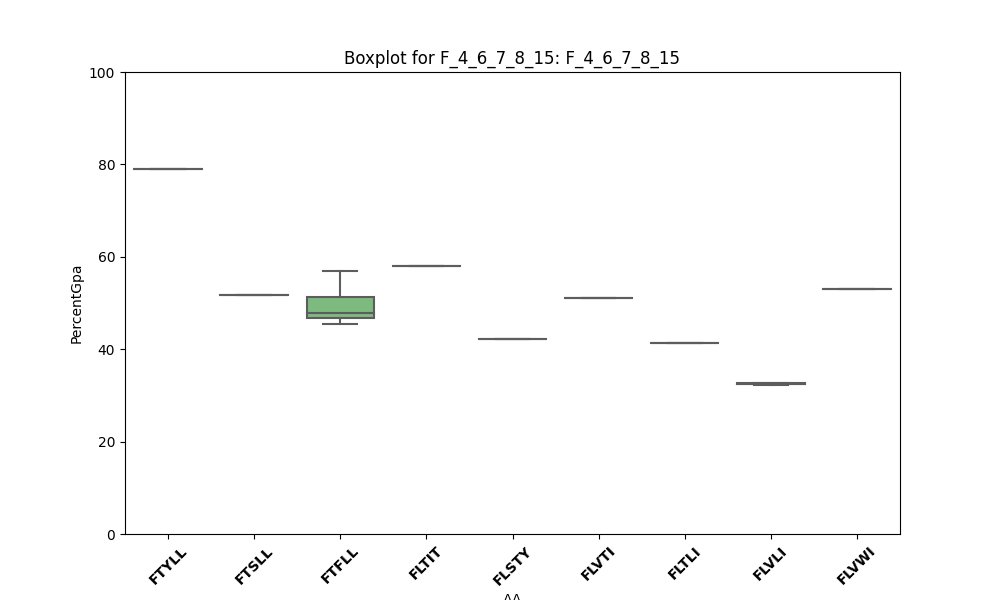 Boxplot for F_4_6_7_8_15: F_4_6_7_8_15
100
80
60
40
20
0
PercentGpa
FTYLL
FTSLL
FTFLL
FLTIT
FLSTY
FLVTI
FLTLI
FLVLI
FLVWI